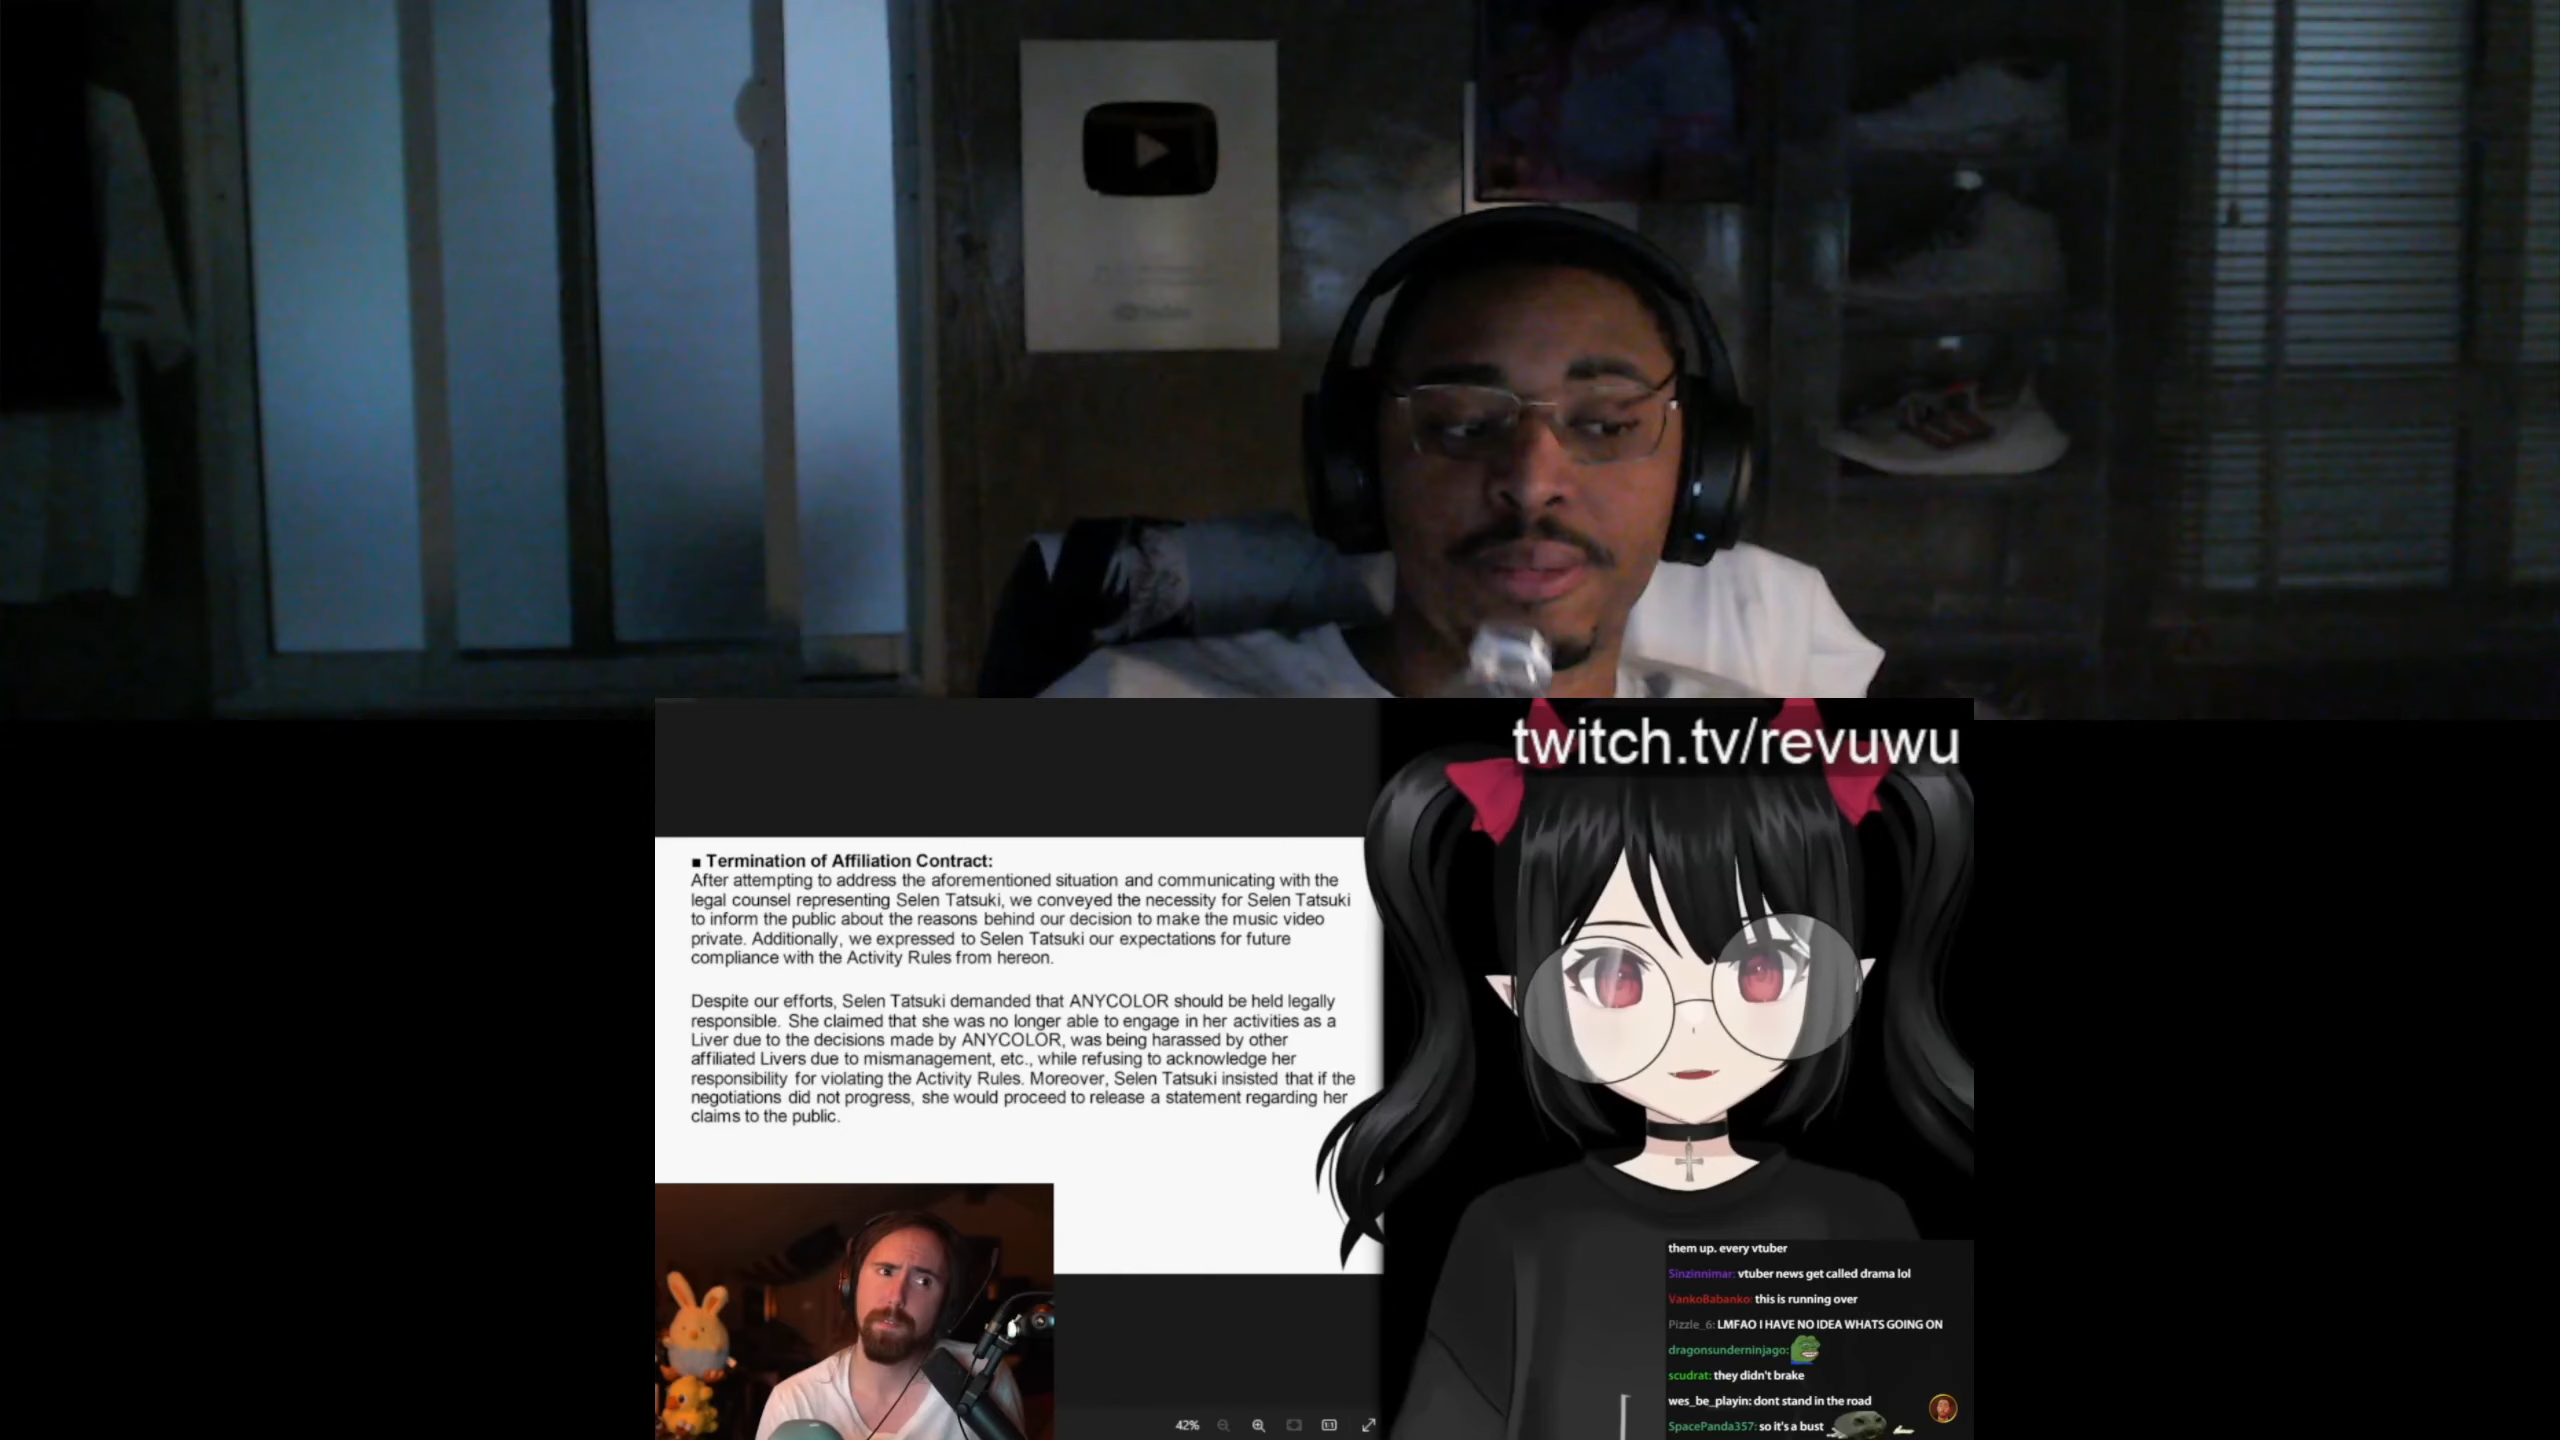 twitch.tv/revuwu
■ Termination of Affiliation Contract:
After attempting to address the aforementioned situation and communicating with the
legal counsel representing Selen Tatsuki, we conveyed the necessity for Selen Tatsuki
to inform the public about the reasons behind our decision to make the music video
private. Additionally, we expressed to Selen Tatsuki our expectations for future
compliance with the Activity Rules from hereon.
Despite our efforts, Selen Tatsuki demanded that ANYCOLOR should be held legally
responsible. She claimed that she was no longer able to engage in her activities as a
Liver due to the decisions made by ANYCOLOR, was being harassed by other
affiliated Livers due to mismanagement, etc., while refusing to acknowledge her
responsibility for violating the Activity Rules. Moreover, Selen Tatsuki insisted that if the
negotiations did not progress, she would proceed to release a statement regarding her
claims to the public.
them up. every vtuber
Sinzinnimar: vtuber news get called drama lol
VankoBabanko: this is running over
Pizzle_6: LMFAO I HAVE NO IDEA WHATS GOING ON
dragonsunderninjago:
scudrat: they didn't brake
wes_be_playin: dont stand in the road
SpacePanda357: so it's a bust
42%
1:1